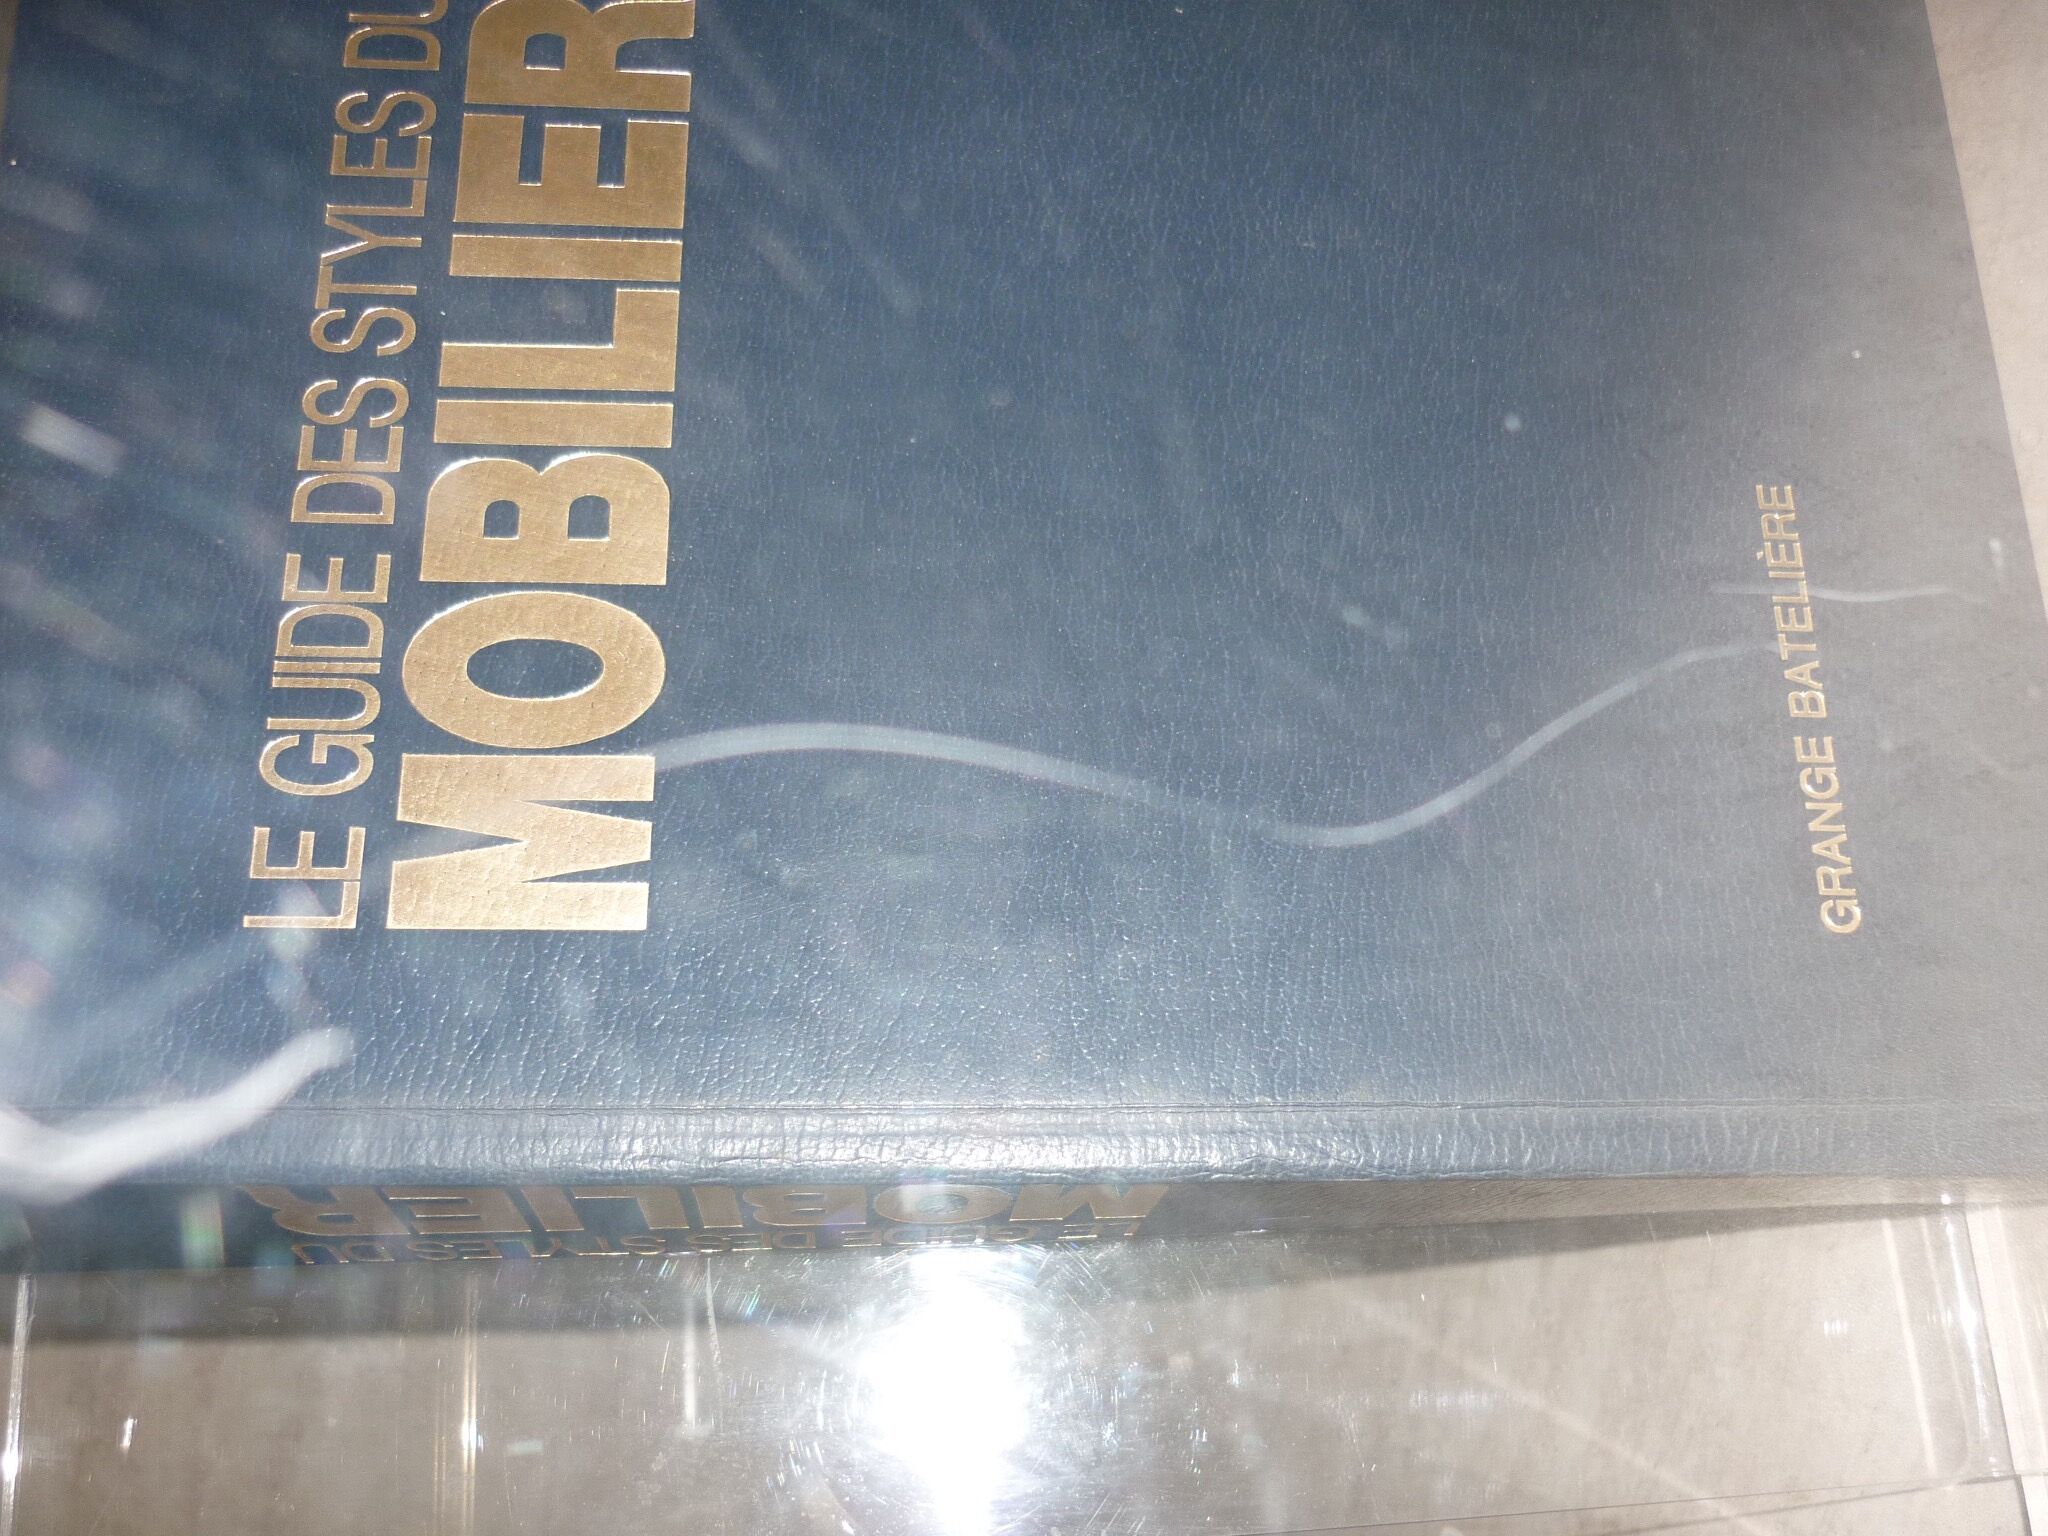 LE GUIDE DES STYLES DU
MOBILIER
GRANGE BATELIÈRE
LE GUIDE DES STYLES DU
MOBILIER